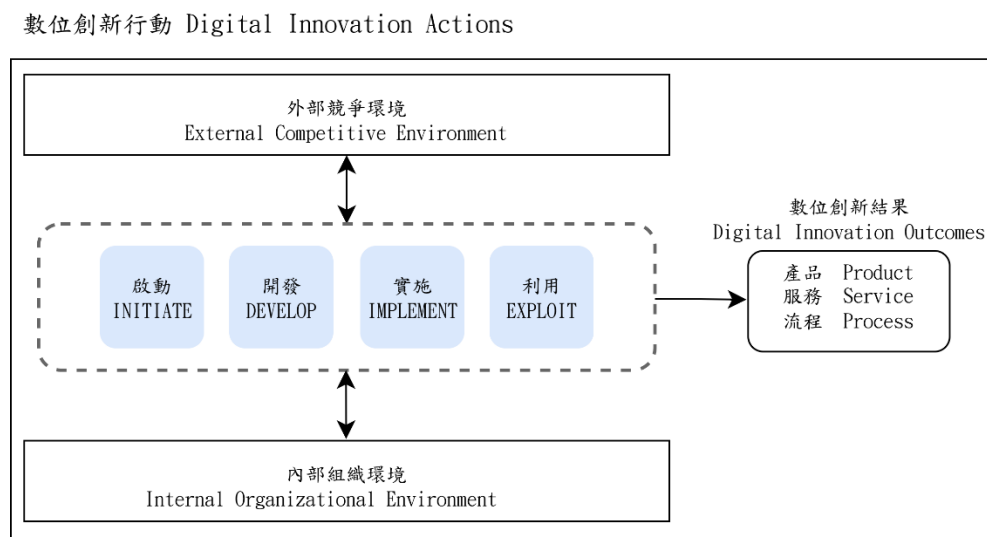 數位創新行動 Digital Innovation Actions
外部競爭環境
External Competitive Environment
啟動
INITIATE
開發
DEVELOP
實施
IMPLEMENT
利用
EXPLOIT
數位創新結果
Digital Innovation Outcomes
產品 Product
服務 Service
流程 Process
內部組織環境
Internal Organizational Environment